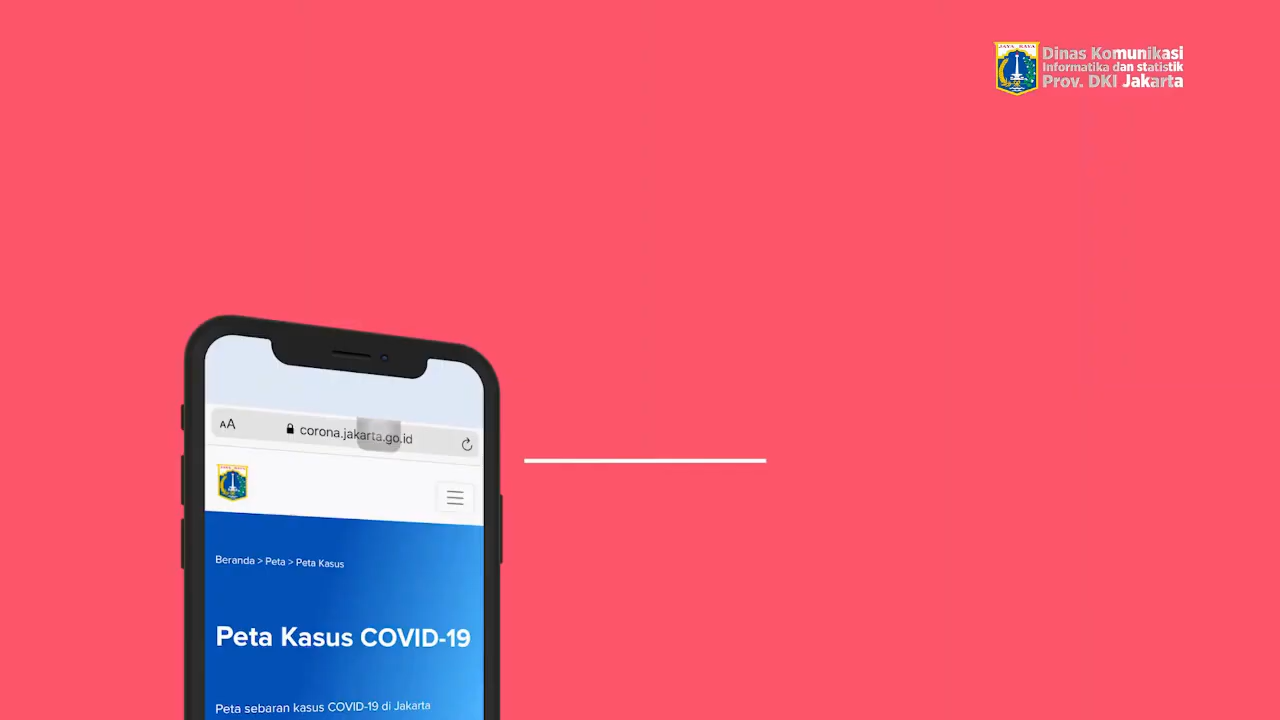 Dinas Komunikasi
Informatika dan statistik
Prov. DKI Jakarta
AA
corona.jakarta.go.id
Beranda > Peta > Peta Kasus
Peta Kasus COVID-19
Peta sebaran kasus COVID-19 di Jakarta